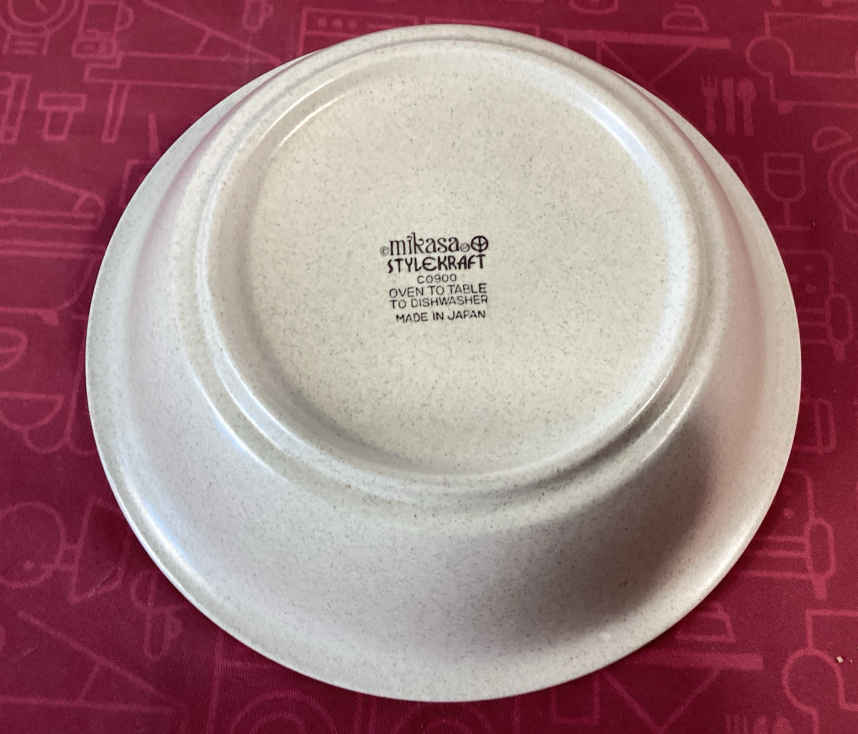 ©mikasa®
STYLEKRAFT
C0900
OVEN TO TABLE
TO DISHWASHER
MADE IN JAPAN